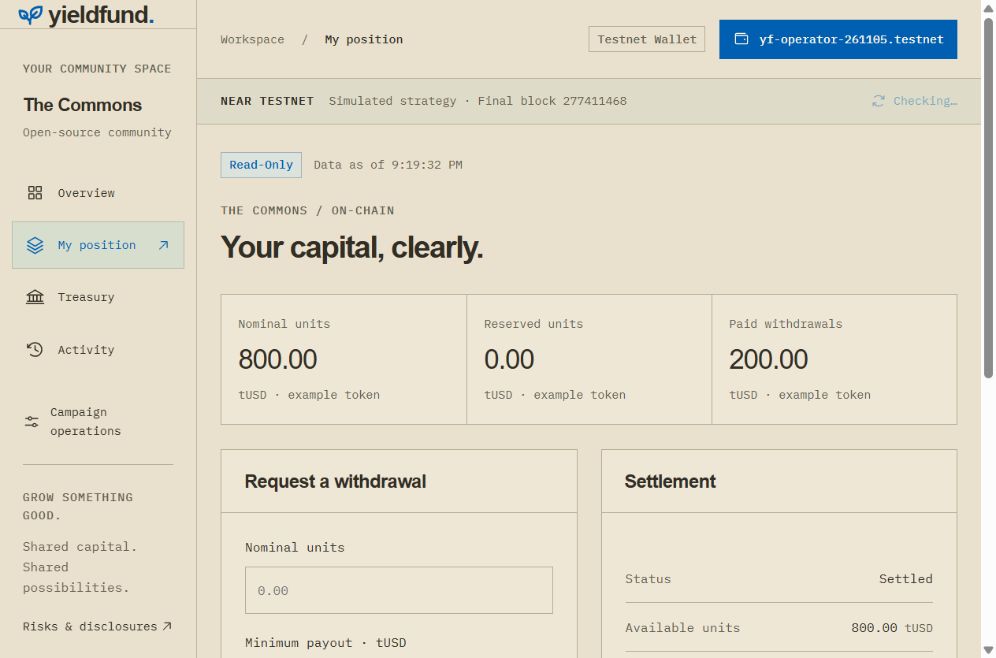 yieldfund.
YOUR COMMUNITY SPACE
The Commons
Open-source community
Overview
My position
Treasury
Activity
Campaign
operations
GROW SOMETHING
GOOD.
Shared capital.
Shared
possibilities.
Risks & disclosures
Workspace / My position
Testnet Wallet
yf-operator-261105.testnet
NEAR TESTNET Simulated strategy · Final block 277411468
Checking…
Read-Only Data as of 9:19:32 PM
THE COMMONS / ON-CHAIN
Your capital, clearly.
Nominal units
800.00
tUSD · example token
Reserved units
0.00
tUSD · example token
Paid withdrawals
200.00
tUSD · example token
Request a withdrawal
Nominal units
0.00
Minimum payout · tUSD
Settlement
Status Settled
Available units 800.00 tUSD